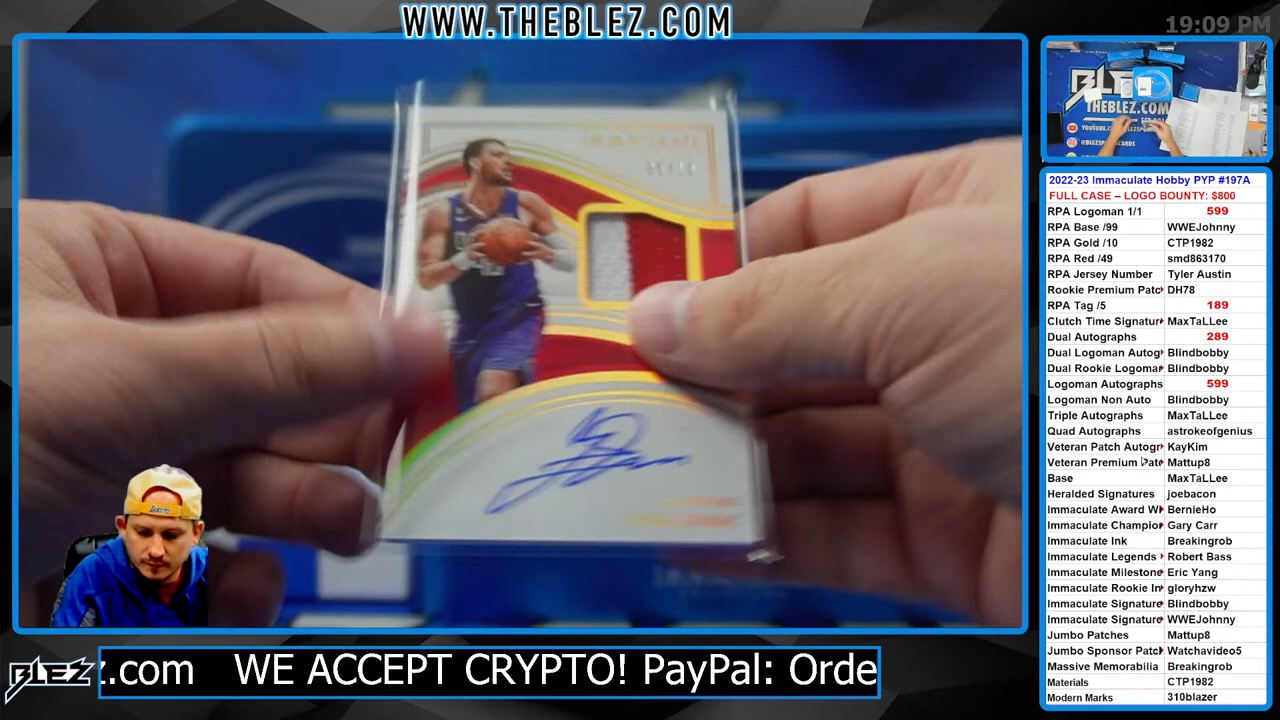 WWW.THEBLEZ.COM
19:09 PM
BLEZ
THEBLEZ.COM
2022-23 Immaculate Hobby PYP #197A
FULL CASE – LOGO BOUNTY: $800
RPA Logoman 1/1 599
RPA Base /99 WWEJohnny
RPA Gold /10 CTP1982
RPA Red /49 smd863170
RPA Jersey Number Tyler Austin
Rookie Premium Patc DH78
RPA Tag /5 189
Clutch Time Signatur MaxTaLLee
Dual Autographs 289
Dual Logoman Autog Blindbobby
Dual Rookie Logomar Blindbobby
Logoman Autographs 599
Logoman Non Auto Blindbobby
Triple Autographs MaxTaLLee
Quad Autographs astrokeofgenius
Veteran Patch Autogr KayKim
Veteran Premium Patc Mattup8
Base MaxTaLLee
Heralded Signatures joebacon
Immaculate Award Wi BernieHo
Immaculate Champio Gary Carr
Immaculate Ink Breakingrob
Immaculate Legends Robert Bass
Immaculate Milestone Eric Yang
Immaculate Rookie In gloryhzw
Immaculate Signature Blindbobby
Immaculate Signature WWEJohnny
Jumbo Patches Mattup8
Jumbo Sponsor Patch Watchavideo5
Massive Memorabilia Breakingrob
Materials CTP1982
Modern Marks 310blazer
BLEZ
z.com WE ACCEPT CRYPTO! PayPal: Orde